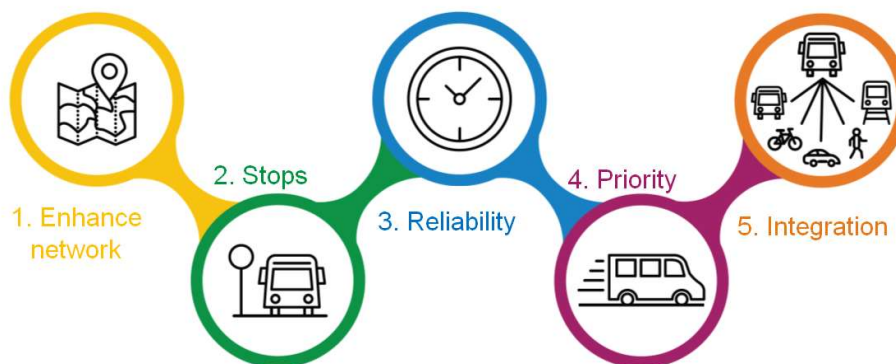 1. Enhance
network
2. Stops
3. Reliability
4. Priority
5. Integration